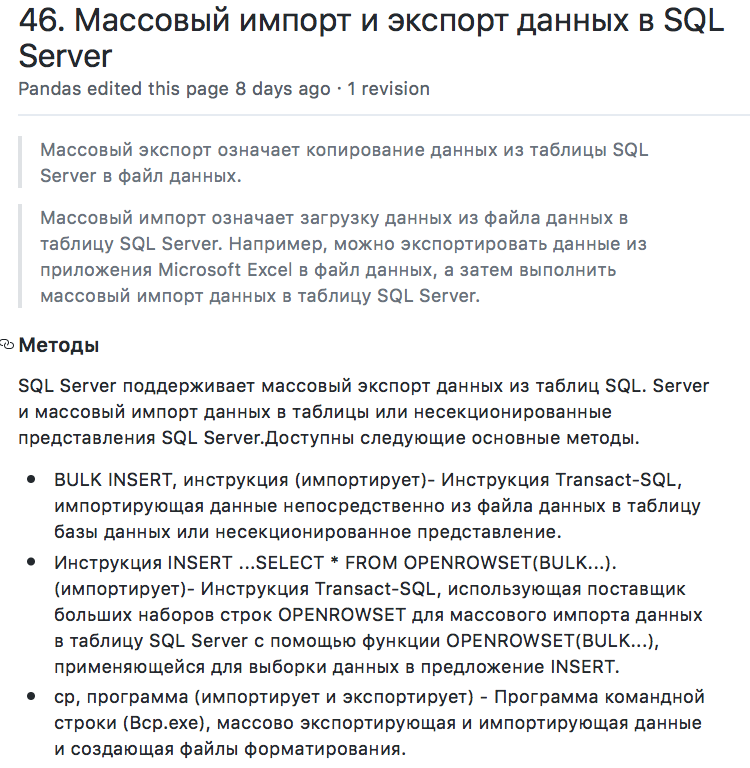 46. Массовый импорт и экспорт данных в SQL
Server
Pandas edited this page 8 days ago · 1 revision
Массовый экспорт означает копирование данных из таблицы SQL
Server в файл данных.
Массовый импорт означает загрузку данных из файла данных в
таблицу SQL Server. Например, можно экспортировать данные из
приложения Microsoft Excel в файл данных, а затем выполнить
массовый импорт данных в таблицу SQL Server.
Методы
SQL Server поддерживает массовый экспорт данных из таблиц SQL. Server
и массовый импорт данных в таблицы или несекционированные
представления SQL Server.Доступны следующие основные методы.
• BULK INSERT, инструкция (импортирует)- Инструкция Transact-SQL,
импортирующая данные непосредственно из файла данных в таблицу
базы данных или несекционированное представление.
• Инструкция INSERT ...SELECT * FROM OPENROWSET(BULK...).
(импортирует)- Инструкция Transact-SQL, использующая поставщик
больших наборов строк OPENROWSET для массового импорта данных
в таблицу SQL Server с помощью функции OPENROWSET(BULK...),
применяющейся для выборки данных в предложение INSERT.
• cp, программа (импортирует и экспортирует) - Программа командной
строки (Bcp.exe), массово экспортирующая и импортирующая данные
и создающая файлы форматирования.